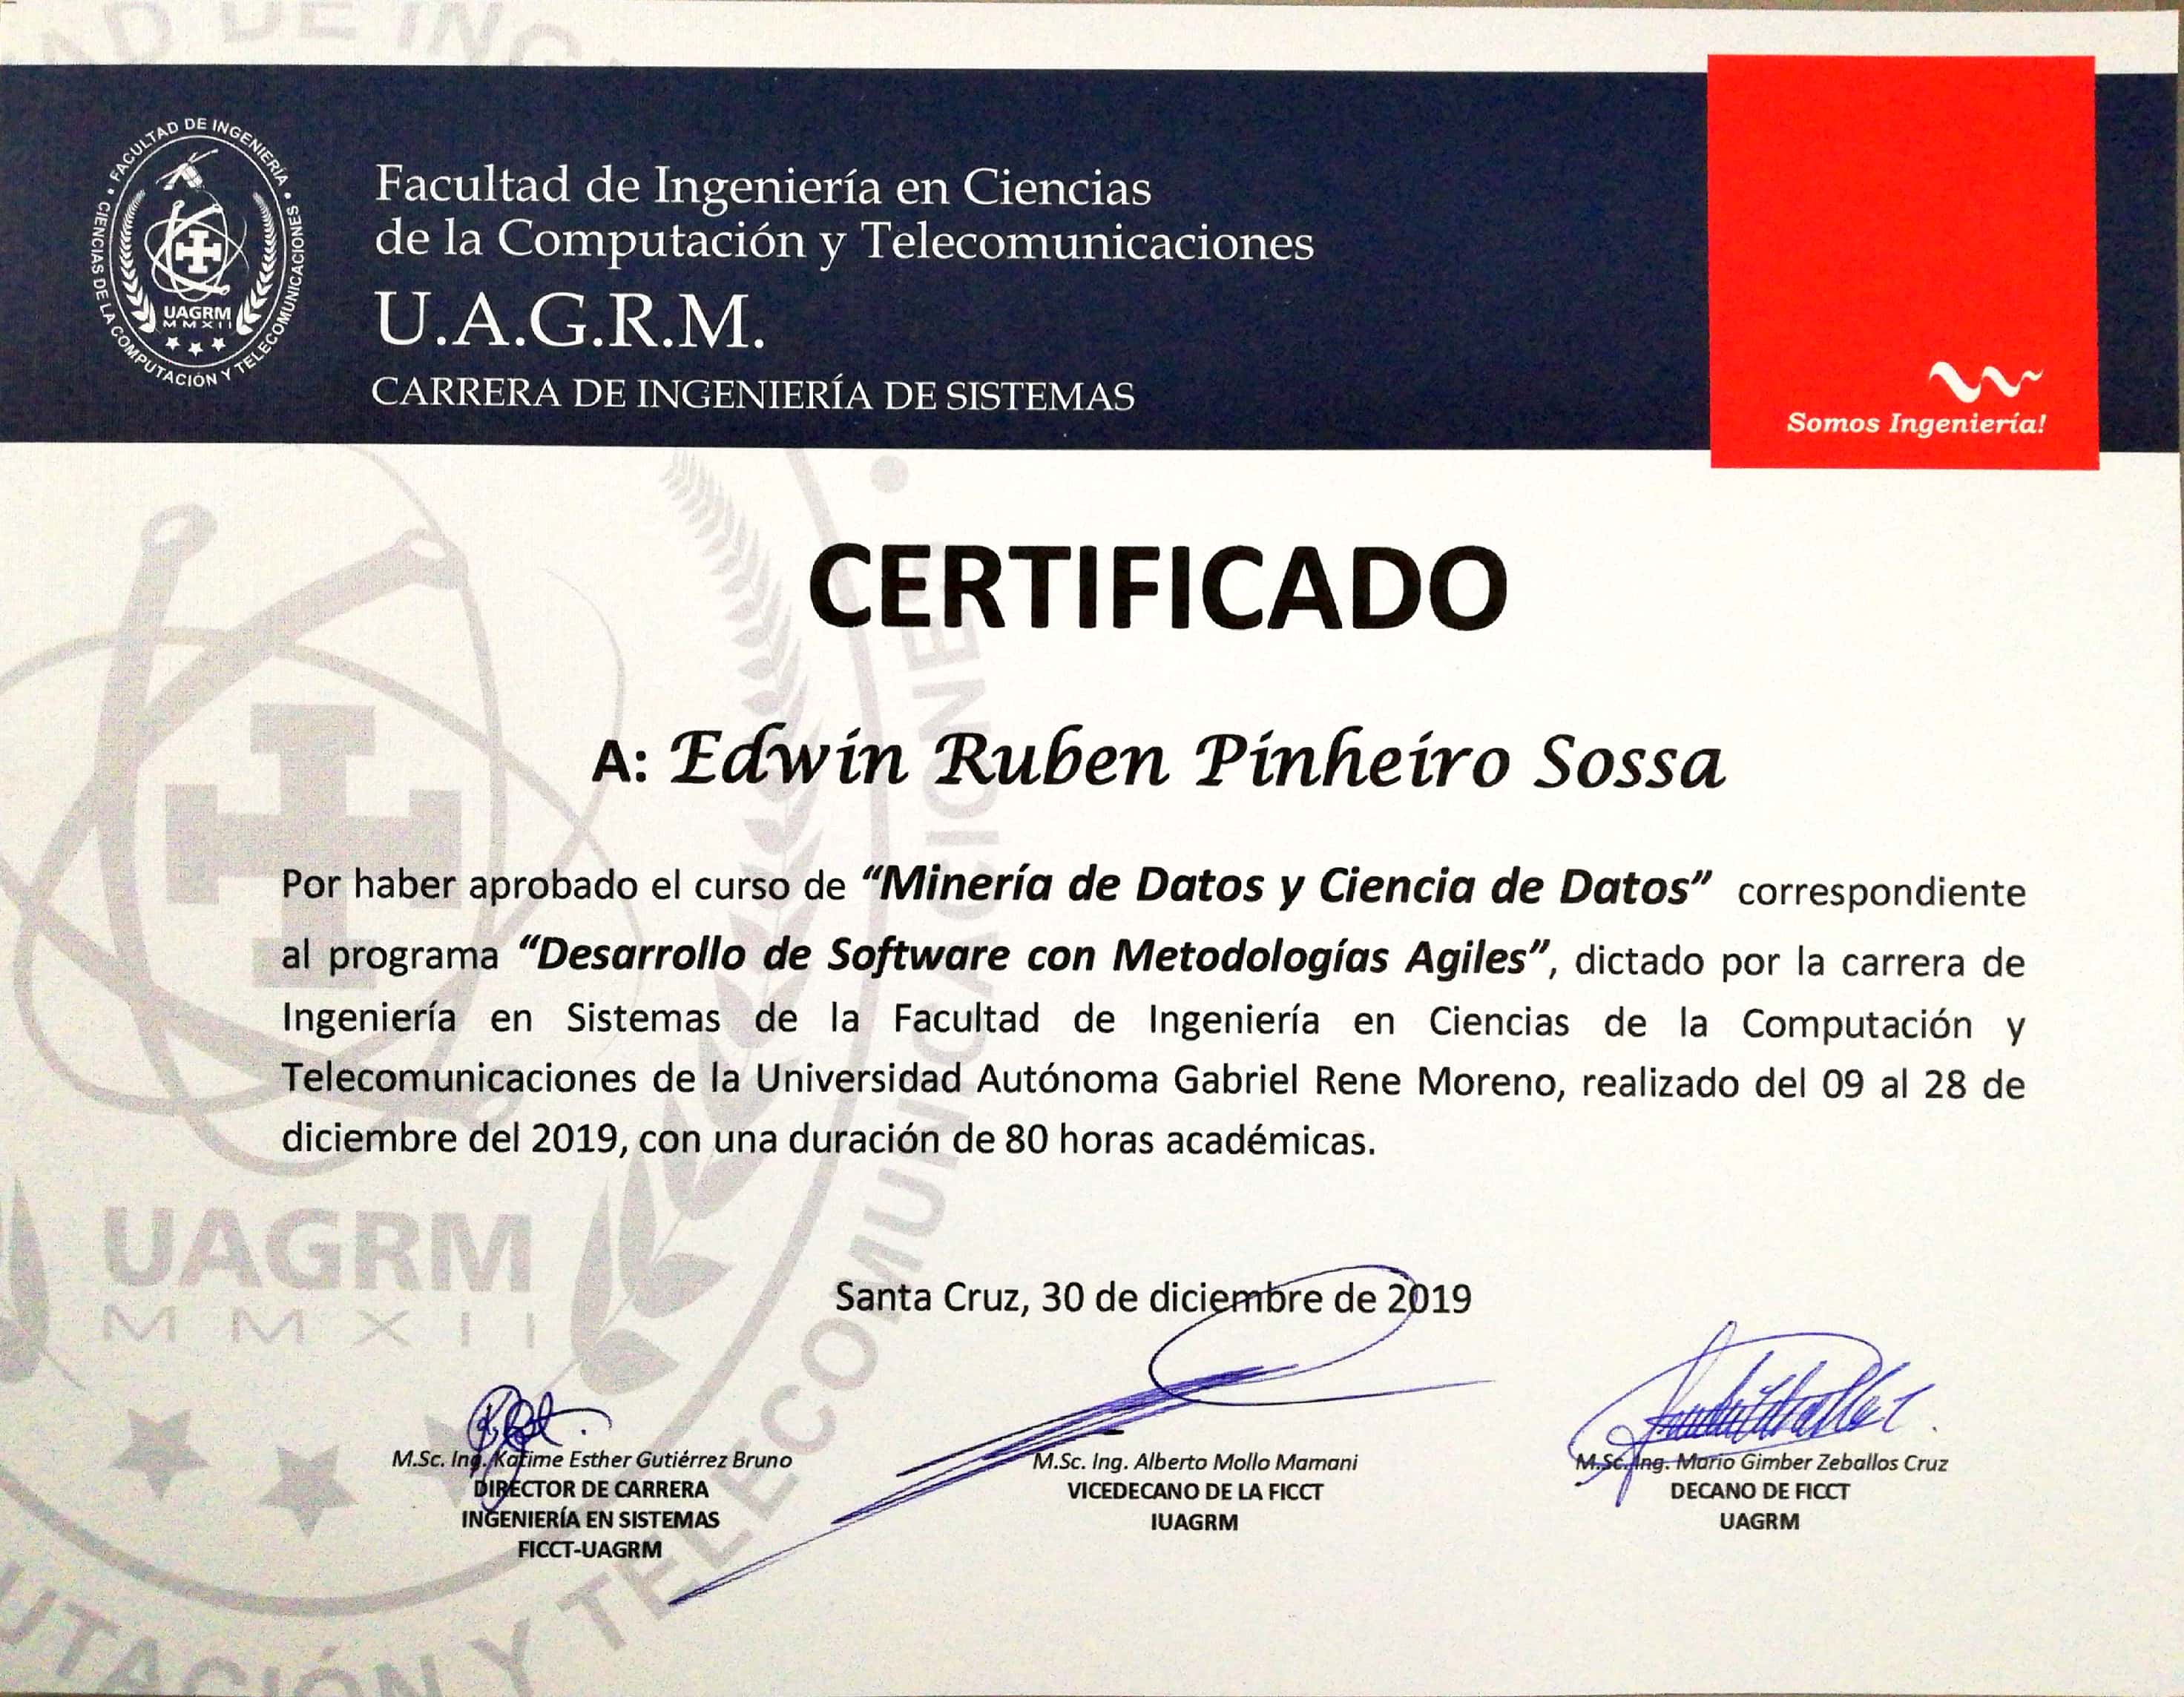 FACULTAD DE INGENIERIA • CIENCIAS DE LA COMPUTACIÓN Y TELECOMUNICACIONES •
UAGRM
MMXII
Facultad de Ingeniería en Ciencias
de la Computación y Telecomunicaciones
U.A.G.R.M.
CARRERA DE INGENIERÍA DE SISTEMAS
Somos Ingeniería!
CERTIFICADO
A: Edwin Ruben Pinheiro Sossa
Por haber aprobado el curso de “Minería de Datos y Ciencia de Datos” correspondiente
al programa “Desarrollo de Software con Metodologías Agiles”, dictado por la carrera de
Ingeniería en Sistemas de la Facultad de Ingeniería en Ciencias de la Computación y
Telecomunicaciones de la Universidad Autónoma Gabriel Rene Moreno, realizado del 09 al 28 de
diciembre del 2019, con una duración de 80 horas académicas.
UAGRM
MMXII
Santa Cruz, 30 de diciembre de 2019
M.Sc. Ing. Katime Esther Gutiérrez Bruno
DIRECTOR DE CARRERA
INGENIERÍA EN SISTEMAS
FICCT-UAGRM
M.Sc. Ing. Alberto Mollo Mamani
VICEDECANO DE LA FICCT
IUAGRM
M.Sc. Ing. Mario Gimber Zeballos Cruz
DECANO DE FICCT
UAGRM